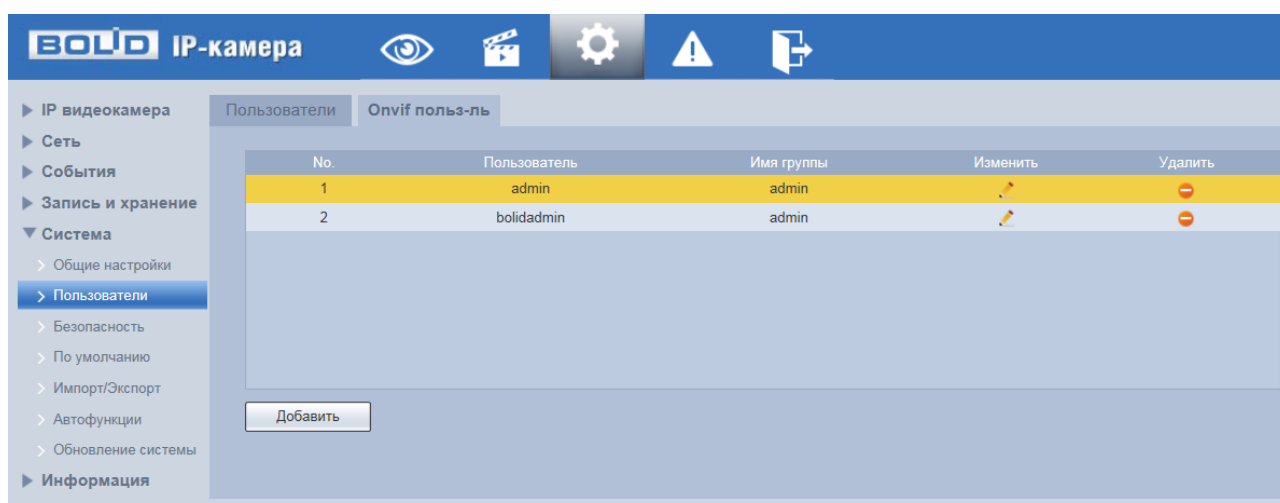 BOLID IP-камера
Пользователи Onvif польз-ль
IP видеокамера
Сеть
События
Запись и хранение
Система
Общие настройки
Пользователи
Безопасность
По умолчанию
Импорт/Экспорт
Автофункции
Обновление системы
Информация
No. Пользователь Имя группы Изменить Удалить
1 admin admin
2 bolidadmin admin
Добавить